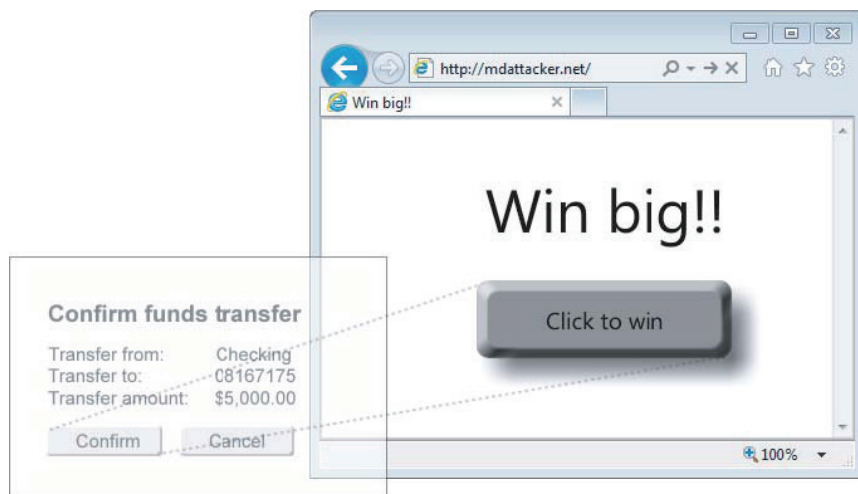 http://mdattacker.net/
Win big!!
Win big!!
Click to win
Confirm funds transfer
Transfer from: Checking
Transfer to: 08167175
Transfer amount: $5,000.00
Confirm Cancel
100%